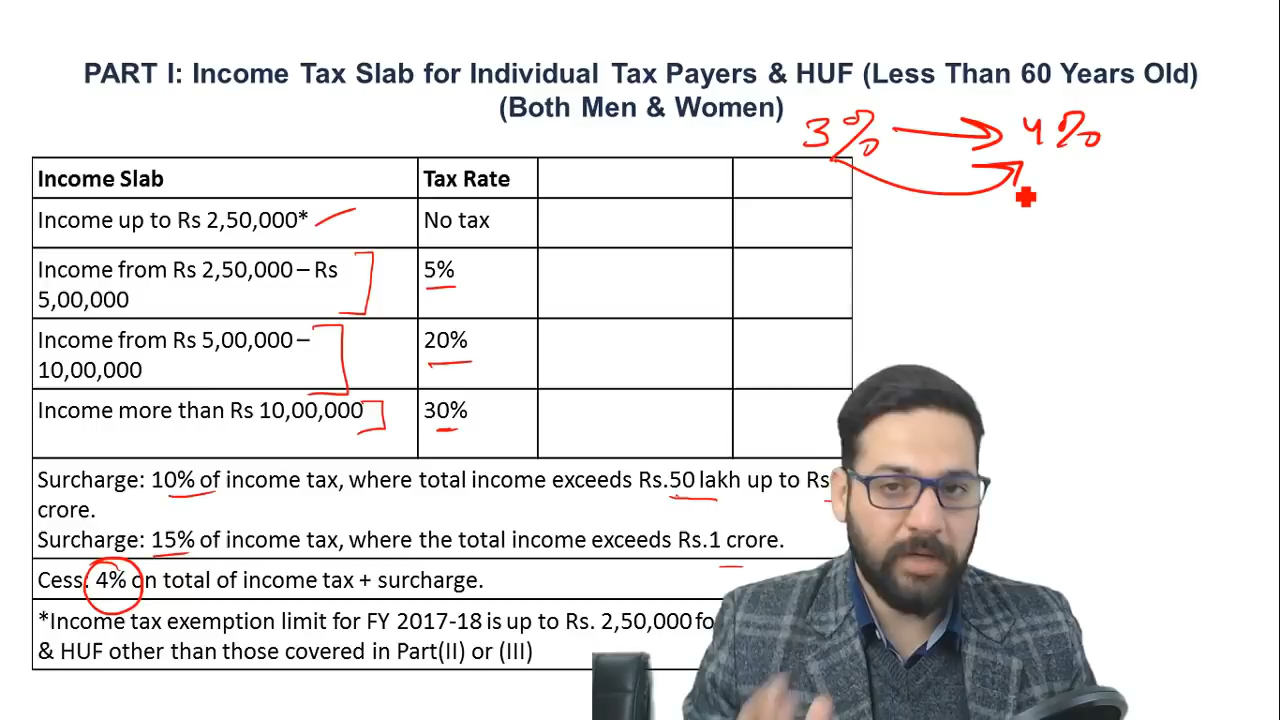 PART I: Income Tax Slab for Individual Tax Payers & HUF (Less Than 60 Years Old)
(Both Men & Women)
3% 4%
Income Slab Tax Rate
Income up to Rs 2,50,000* No tax
Income from Rs 2,50,000 – Rs 5%
5,00,000
Income from Rs 5,00,000 – 20%
10,00,000
Income more than Rs 10,00,000 30%
Surcharge: 10% of income tax, where total income exceeds Rs.50 lakh up to Rs
crore.
Surcharge: 15% of income tax, where the total income exceeds Rs.1 crore.
Cess: 4% on total of income tax + surcharge.
*Income tax exemption limit for FY 2017-18 is up to Rs. 2,50,000 fo
& HUF other than those covered in Part(II) or (III)